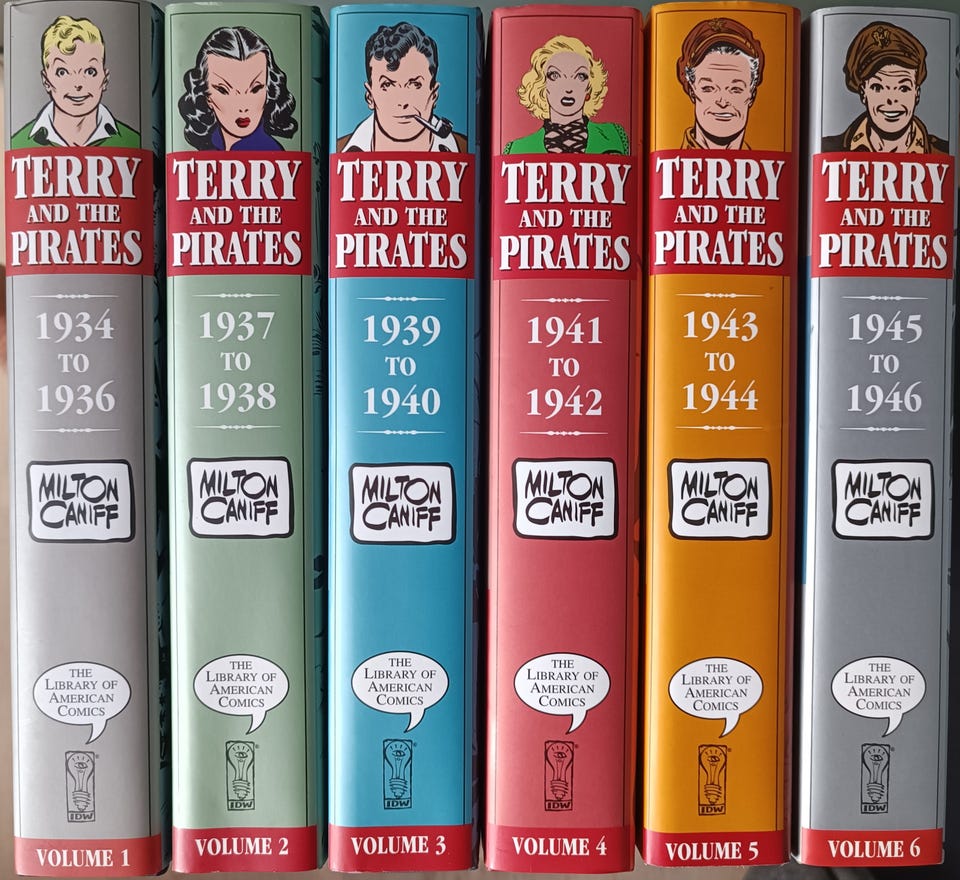 TERRY
AND THE
PIRATES
1934
TO
1936
MILTON
CANIFF
THE
LIBRARY OF
AMERICAN
COMICS
®
IDW
VOLUME 1
TERRY
AND THE
PIRATES
1937
TO
1938
MILTON
CANIFF
THE
LIBRARY OF
AMERICAN
COMICS
®
IDW
VOLUME 2
TERRY
AND THE
PIRATES
1939
TO
1940
MILTON
CANIFF
THE
LIBRARY OF
AMERICAN
COMICS
®
IDW
VOLUME 3
TERRY
AND THE
PIRATES
1941
TO
1942
MILTON
CANIFF
THE
LIBRARY OF
AMERICAN
COMICS
®
IDW
VOLUME 4
TERRY
AND THE
PIRATES
1943
TO
1944
MILTON
CANIFF
THE
LIBRARY OF
AMERICAN
COMICS
®
IDW
VOLUME 5
TERRY
AND THE
PIRATES
1945
TO
1946
MILTON
CANIFF
THE
LIBRARY OF
AMERICAN
COMICS
®
IDW
VOLUME 6